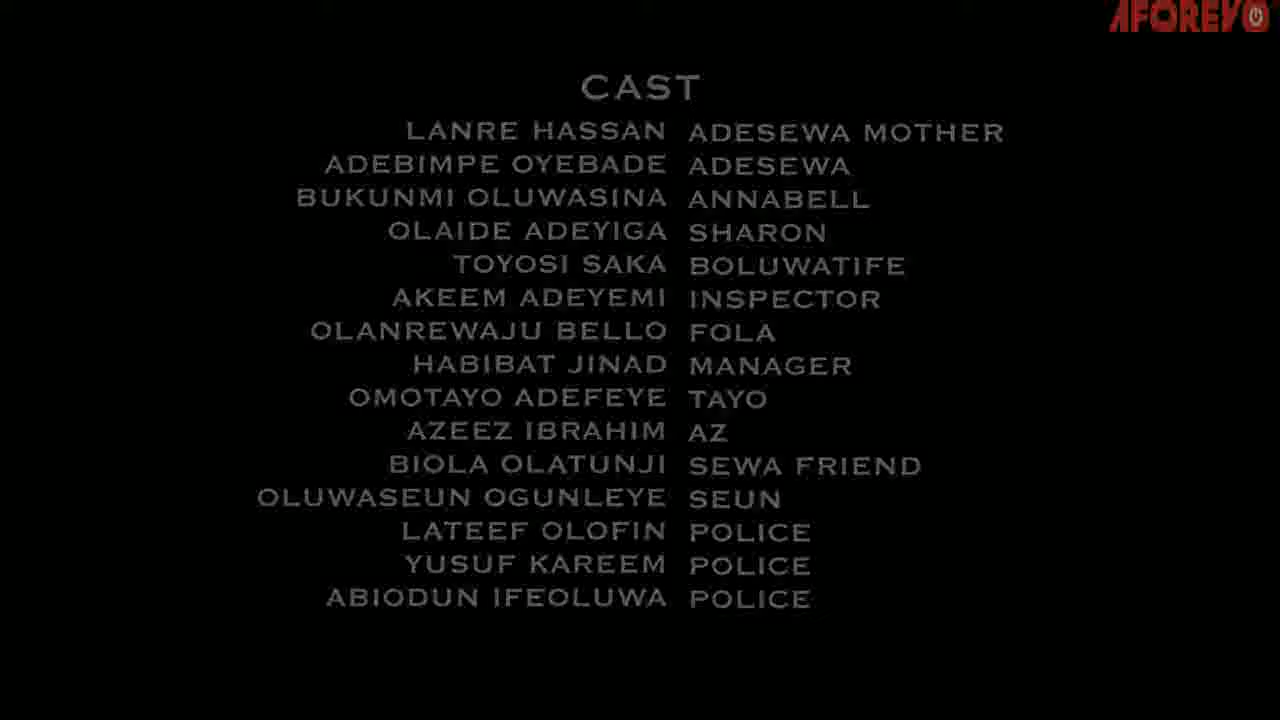 AFOREVO
CAST
LANRE HASSAN ADESEWA MOTHER
ADEBIMPE OYEBADE ADESEWA
BUKUNMI OLUWASINA ANNABELL
OLAIDE ADEYIGA SHARON
TOYOSI SAKA BOLUWATIFE
AKEEM ADEYEMI INSPECTOR
OLANREWAJU BELLO FOLA
HABIBAT JINAD MANAGER
OMOTAYO ADEFEYE TAYO
AZEEZ IBRAHIM AZ
BIOLA OLATUNJI SEWA FRIEND
OLUWASEUN OGUNLEYE SEUN
LATEEF OLOFIN POLICE
YUSUF KAREEM POLICE
ABIODUN IFEOLUWA POLICE